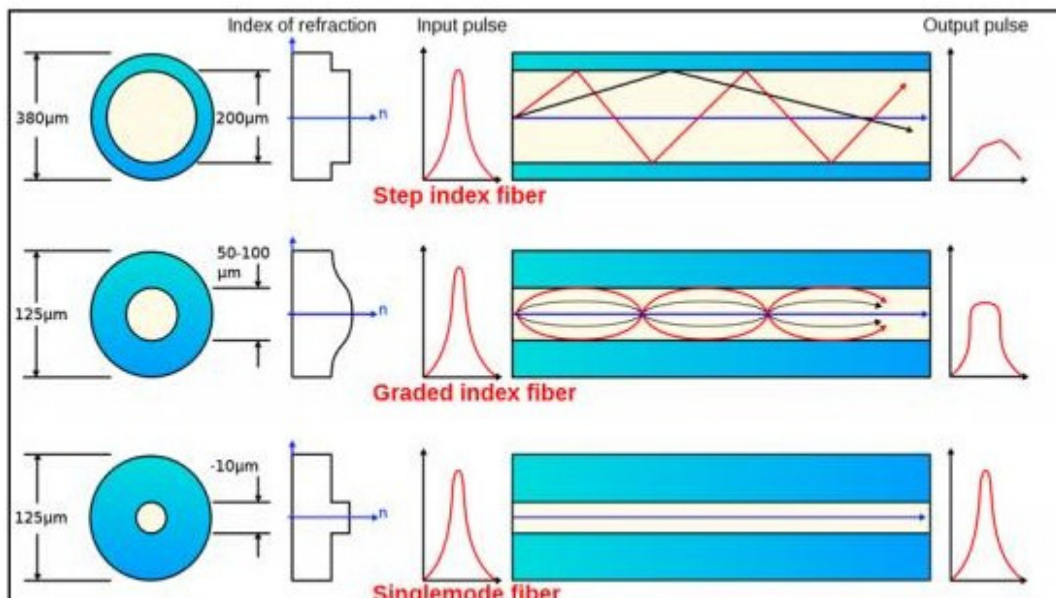 Index of refraction Input pulse Output pulse
380µm 200µm n
Step index fiber
50-100
µm
125µm n
Graded index fiber
-10µm
125µm n
Singlemode fiber